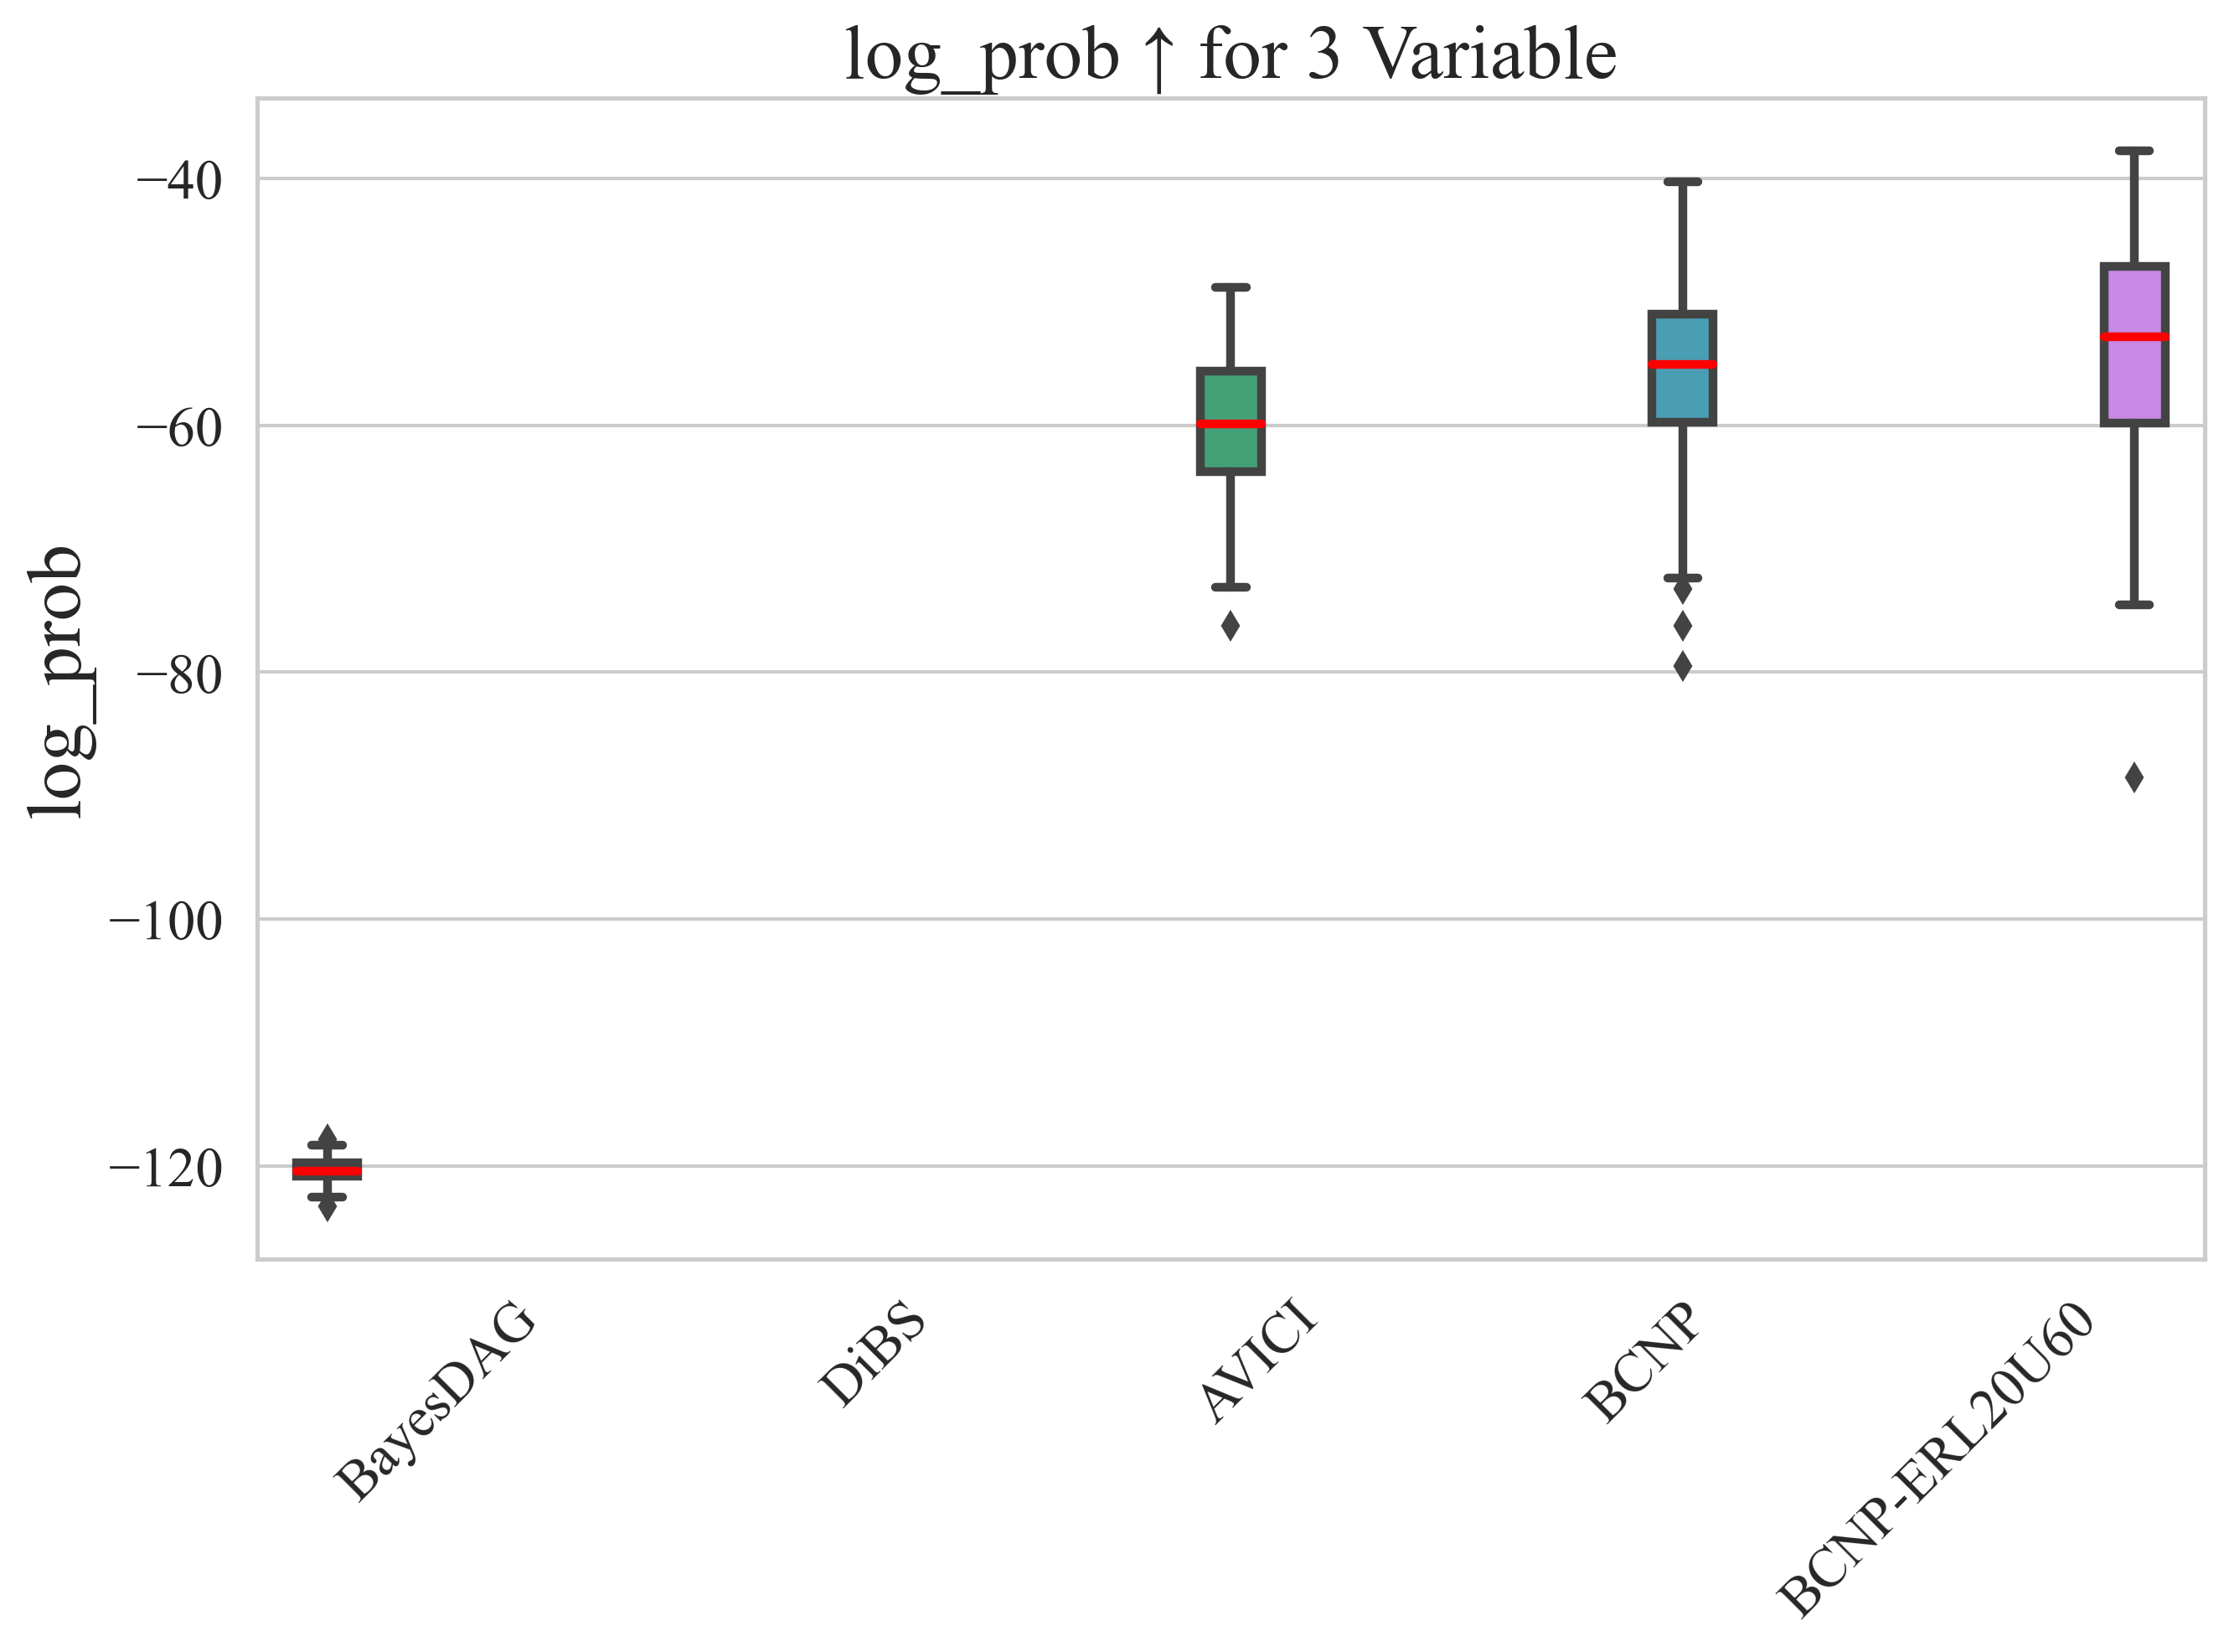 log_prob ↑ for 3 Variable
log_prob
−40
−60
−80
−100
−120
BayesDAG
DiBS
AVICI
BCNP
BCNP-ERL20U60